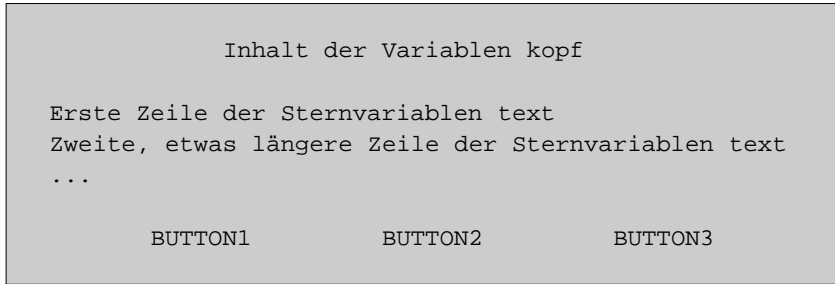 Inhalt der Variablen kopf
Erste Zeile der Sternvariablen text
Zweite, etwas längere Zeile der Sternvariablen text
...
BUTTON1 BUTTON2 BUTTON3